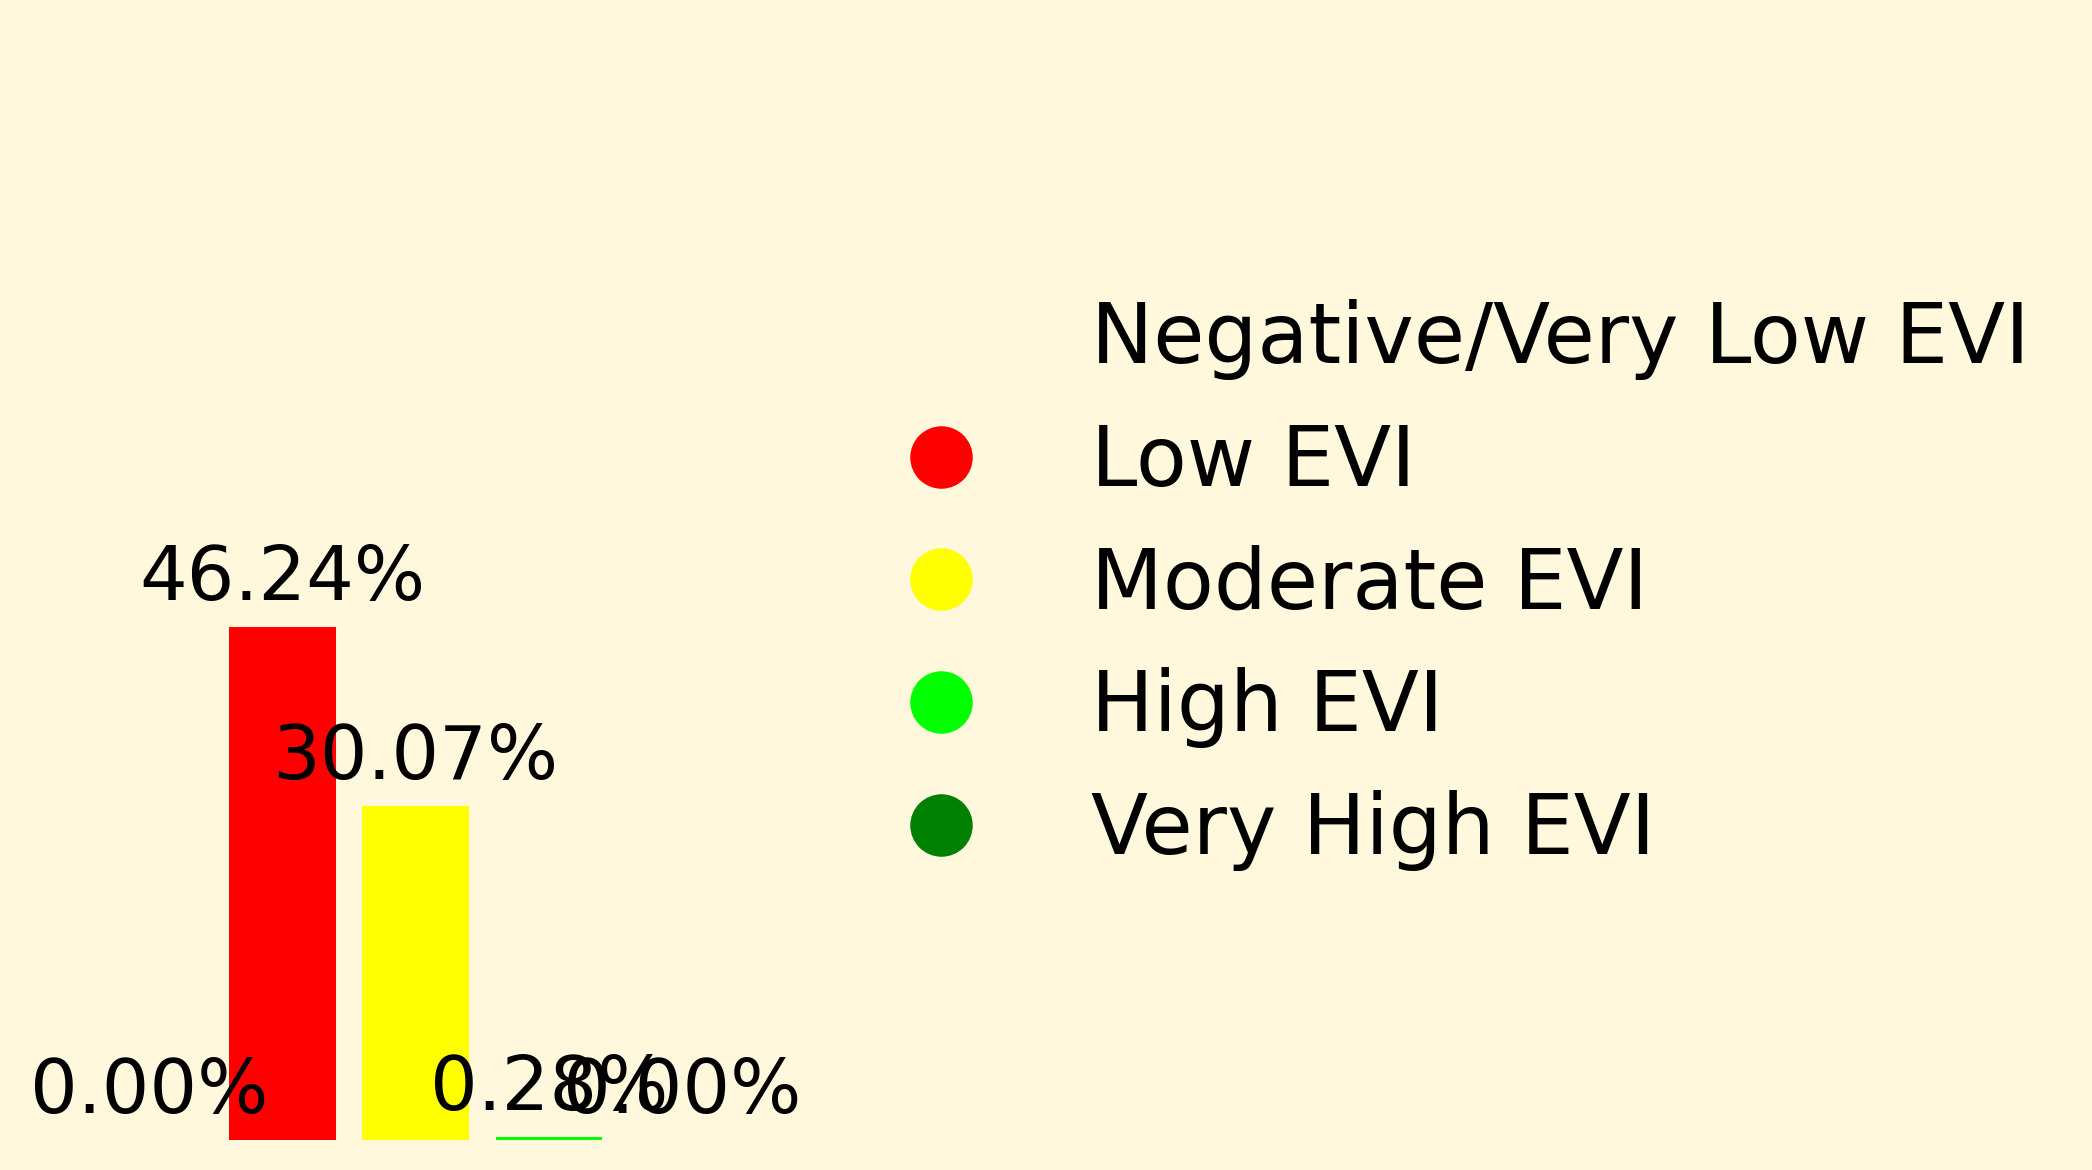 Negative/Very Low EVI
Low EVI
Moderate EVI
High EVI
Very High EVI
46.24%
30.07%
0.00%
0.28%
0.00%